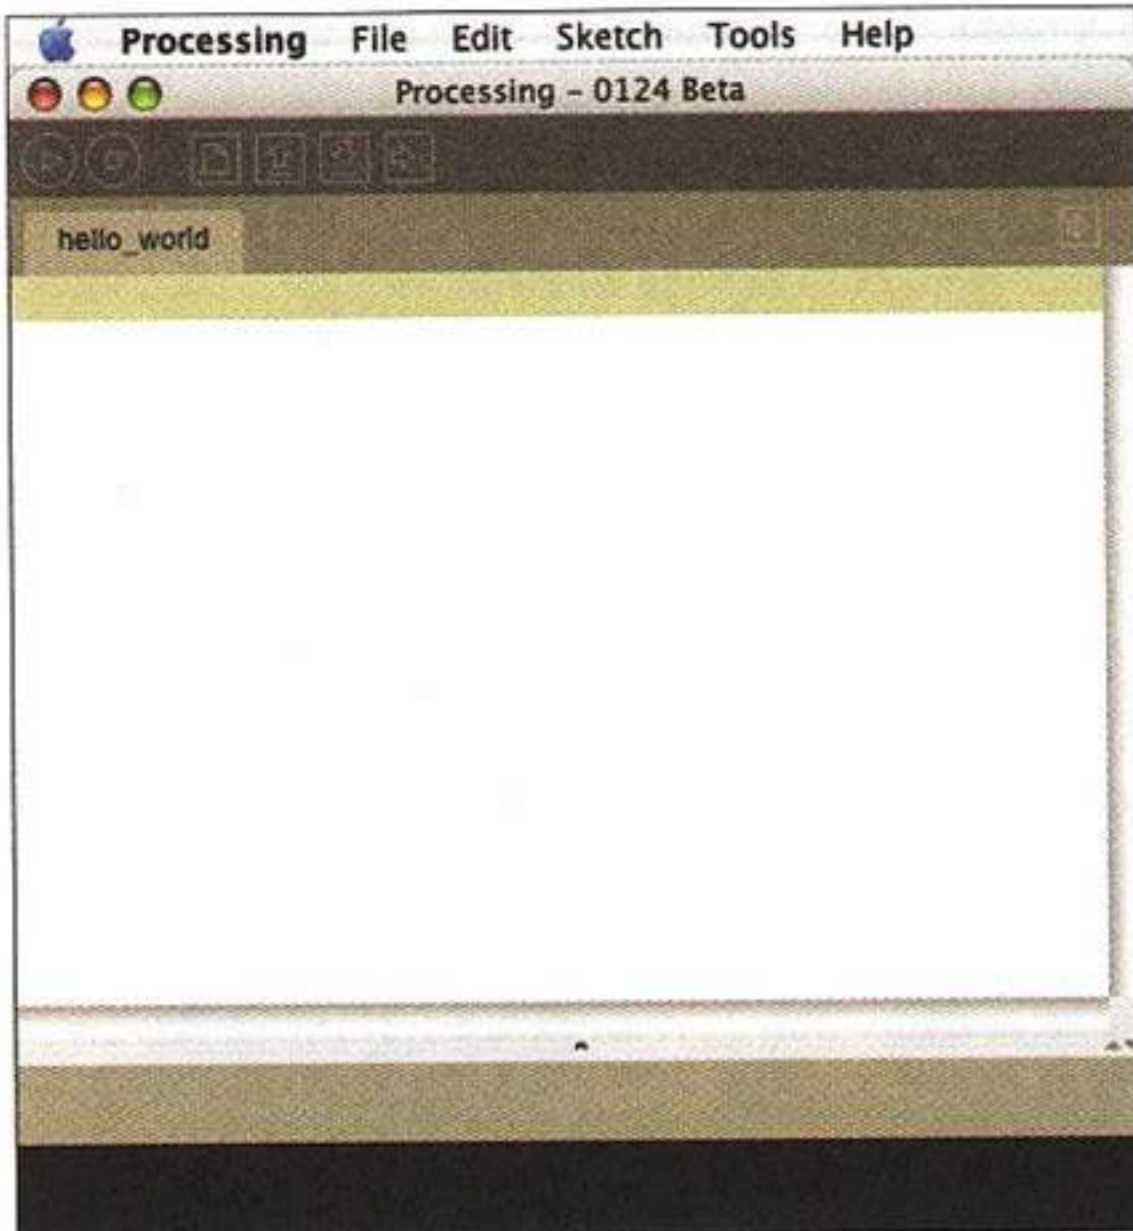 Processing File Edit Sketch Tools Help
Processing – 0124 Beta
hello_world